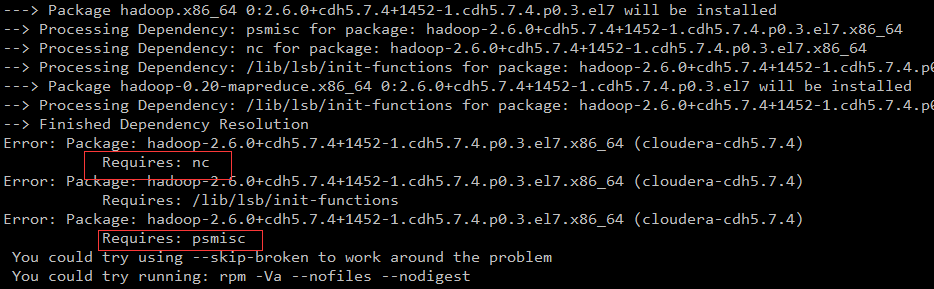 ---> Package hadoop.x86_64 0:2.6.0+cdh5.7.4+1452-1.cdh5.7.4.p0.3.el7 will be installed
--> Processing Dependency: psmisc for package: hadoop-2.6.0+cdh5.7.4+1452-1.cdh5.7.4.p0.3.el7.x86_64
--> Processing Dependency: nc for package: hadoop-2.6.0+cdh5.7.4+1452-1.cdh5.7.4.p0.3.el7.x86_64
--> Processing Dependency: /lib/lsb/init-functions for package: hadoop-2.6.0+cdh5.7.4+1452-1.cdh5.7.4.p0
---> Package hadoop-0.20-mapreduce.x86_64 0:2.6.0+cdh5.7.4+1452-1.cdh5.7.4.p0.3.el7 will be installed
--> Processing Dependency: /lib/lsb/init-functions for package: hadoop-2.6.0+cdh5.7.4+1452-1.cdh5.7.4.p0
--> Finished Dependency Resolution
Error: Package: hadoop-2.6.0+cdh5.7.4+1452-1.cdh5.7.4.p0.3.el7.x86_64 (cloudera-cdh5.7.4)
Requires: nc
Error: Package: hadoop-2.6.0+cdh5.7.4+1452-1.cdh5.7.4.p0.3.el7.x86_64 (cloudera-cdh5.7.4)
Requires: /lib/lsb/init-functions
Error: Package: hadoop-2.6.0+cdh5.7.4+1452-1.cdh5.7.4.p0.3.el7.x86_64 (cloudera-cdh5.7.4)
Requires: psmisc
You could try using --skip-broken to work around the problem
You could try running: rpm -Va --nofiles --nodigest